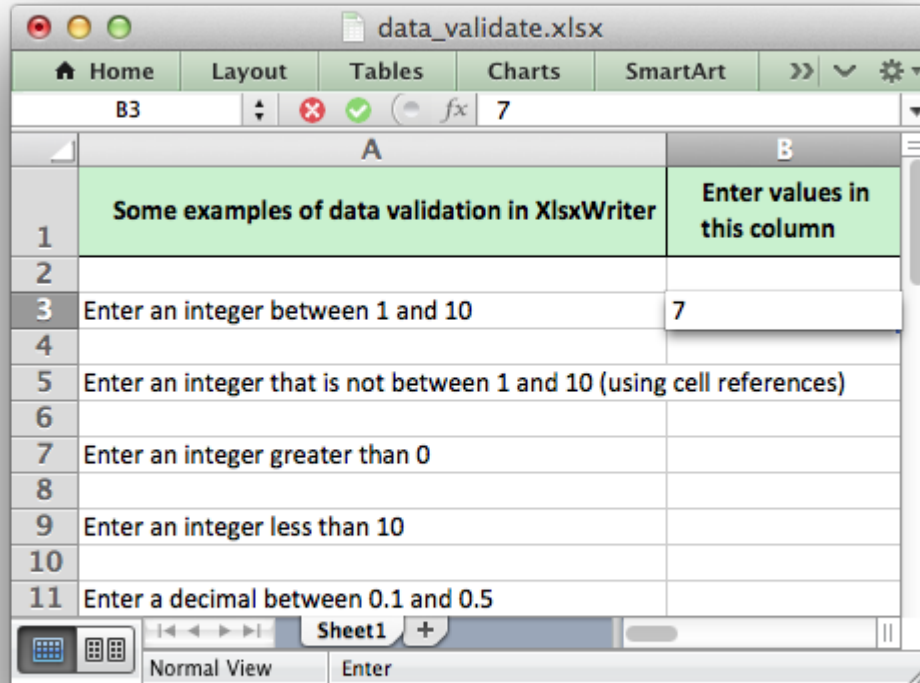 data_validate.xlsx
Home Layout Tables Charts SmartArt
B3 fx 7
A B
1 Some examples of data validation in XlsxWriter Enter values in
this column
2
3 Enter an integer between 1 and 10 7
4
5 Enter an integer that is not between 1 and 10 (using cell references)
6
7 Enter an integer greater than 0
8
9 Enter an integer less than 10
10
11 Enter a decimal between 0.1 and 0.5
Sheet1
Normal View Enter